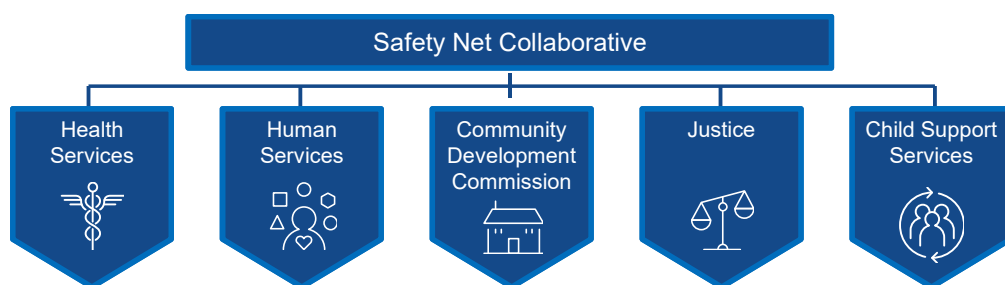 Safety Net Collaborative
Health
Services
Human
Services
Community
Development
Commission
Justice
Child Support
Services